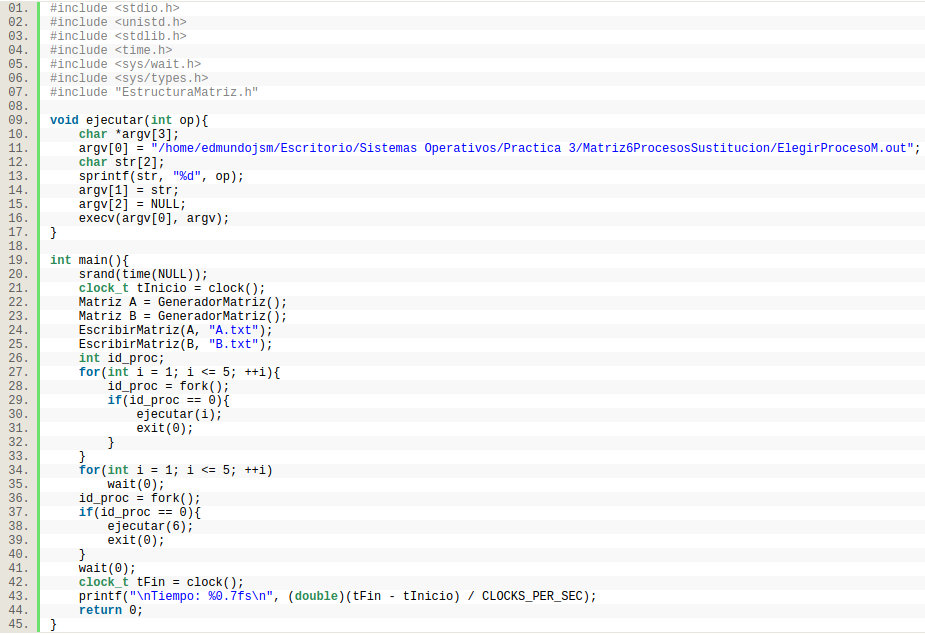 01. #include <stdio.h>
02. #include <unistd.h>
03. #include <stdlib.h>
04. #include <time.h>
05. #include <sys/wait.h>
06. #include <sys/types.h>
07. #include "EstructuraMatriz.h"
08.
09. void ejecutar(int op){
10.     char *argv[3];
11.     argv[0] = "/home/edmundojsm/Escritorio/Sistemas Operativos/Practica 3/Matriz6ProcesosSustitucion/ElegirProcesoM.out";
12.     char str[2];
13.     sprintf(str, "%d", op);
14.     argv[1] = str;
15.     argv[2] = NULL;
16.     execv(argv[0], argv);
17. }
18.
19. int main(){
20.     srand(time(NULL));
21.     clock_t tInicio = clock();
22.     Matriz A = GeneradorMatriz();
23.     Matriz B = GeneradorMatriz();
24.     EscribirMatriz(A, "A.txt");
25.     EscribirMatriz(B, "B.txt");
26.     int id_proc;
27.     for(int i = 1; i <= 5; ++i){
28.         id_proc = fork();
29.         if(id_proc == 0){
30.             ejecutar(i);
31.             exit(0);
32.         }
33.     }
34.     for(int i = 1; i <= 5; ++i)
35.         wait(0);
36.     id_proc = fork();
37.     if(id_proc == 0){
38.         ejecutar(6);
39.         exit(0);
40.     }
41.     wait(0);
42.     clock_t tFin = clock();
43.     printf("\nTiempo: %0.7fs\n", (double)(tFin - tInicio) / CLOCKS_PER_SEC);
44.     return 0;
45. }